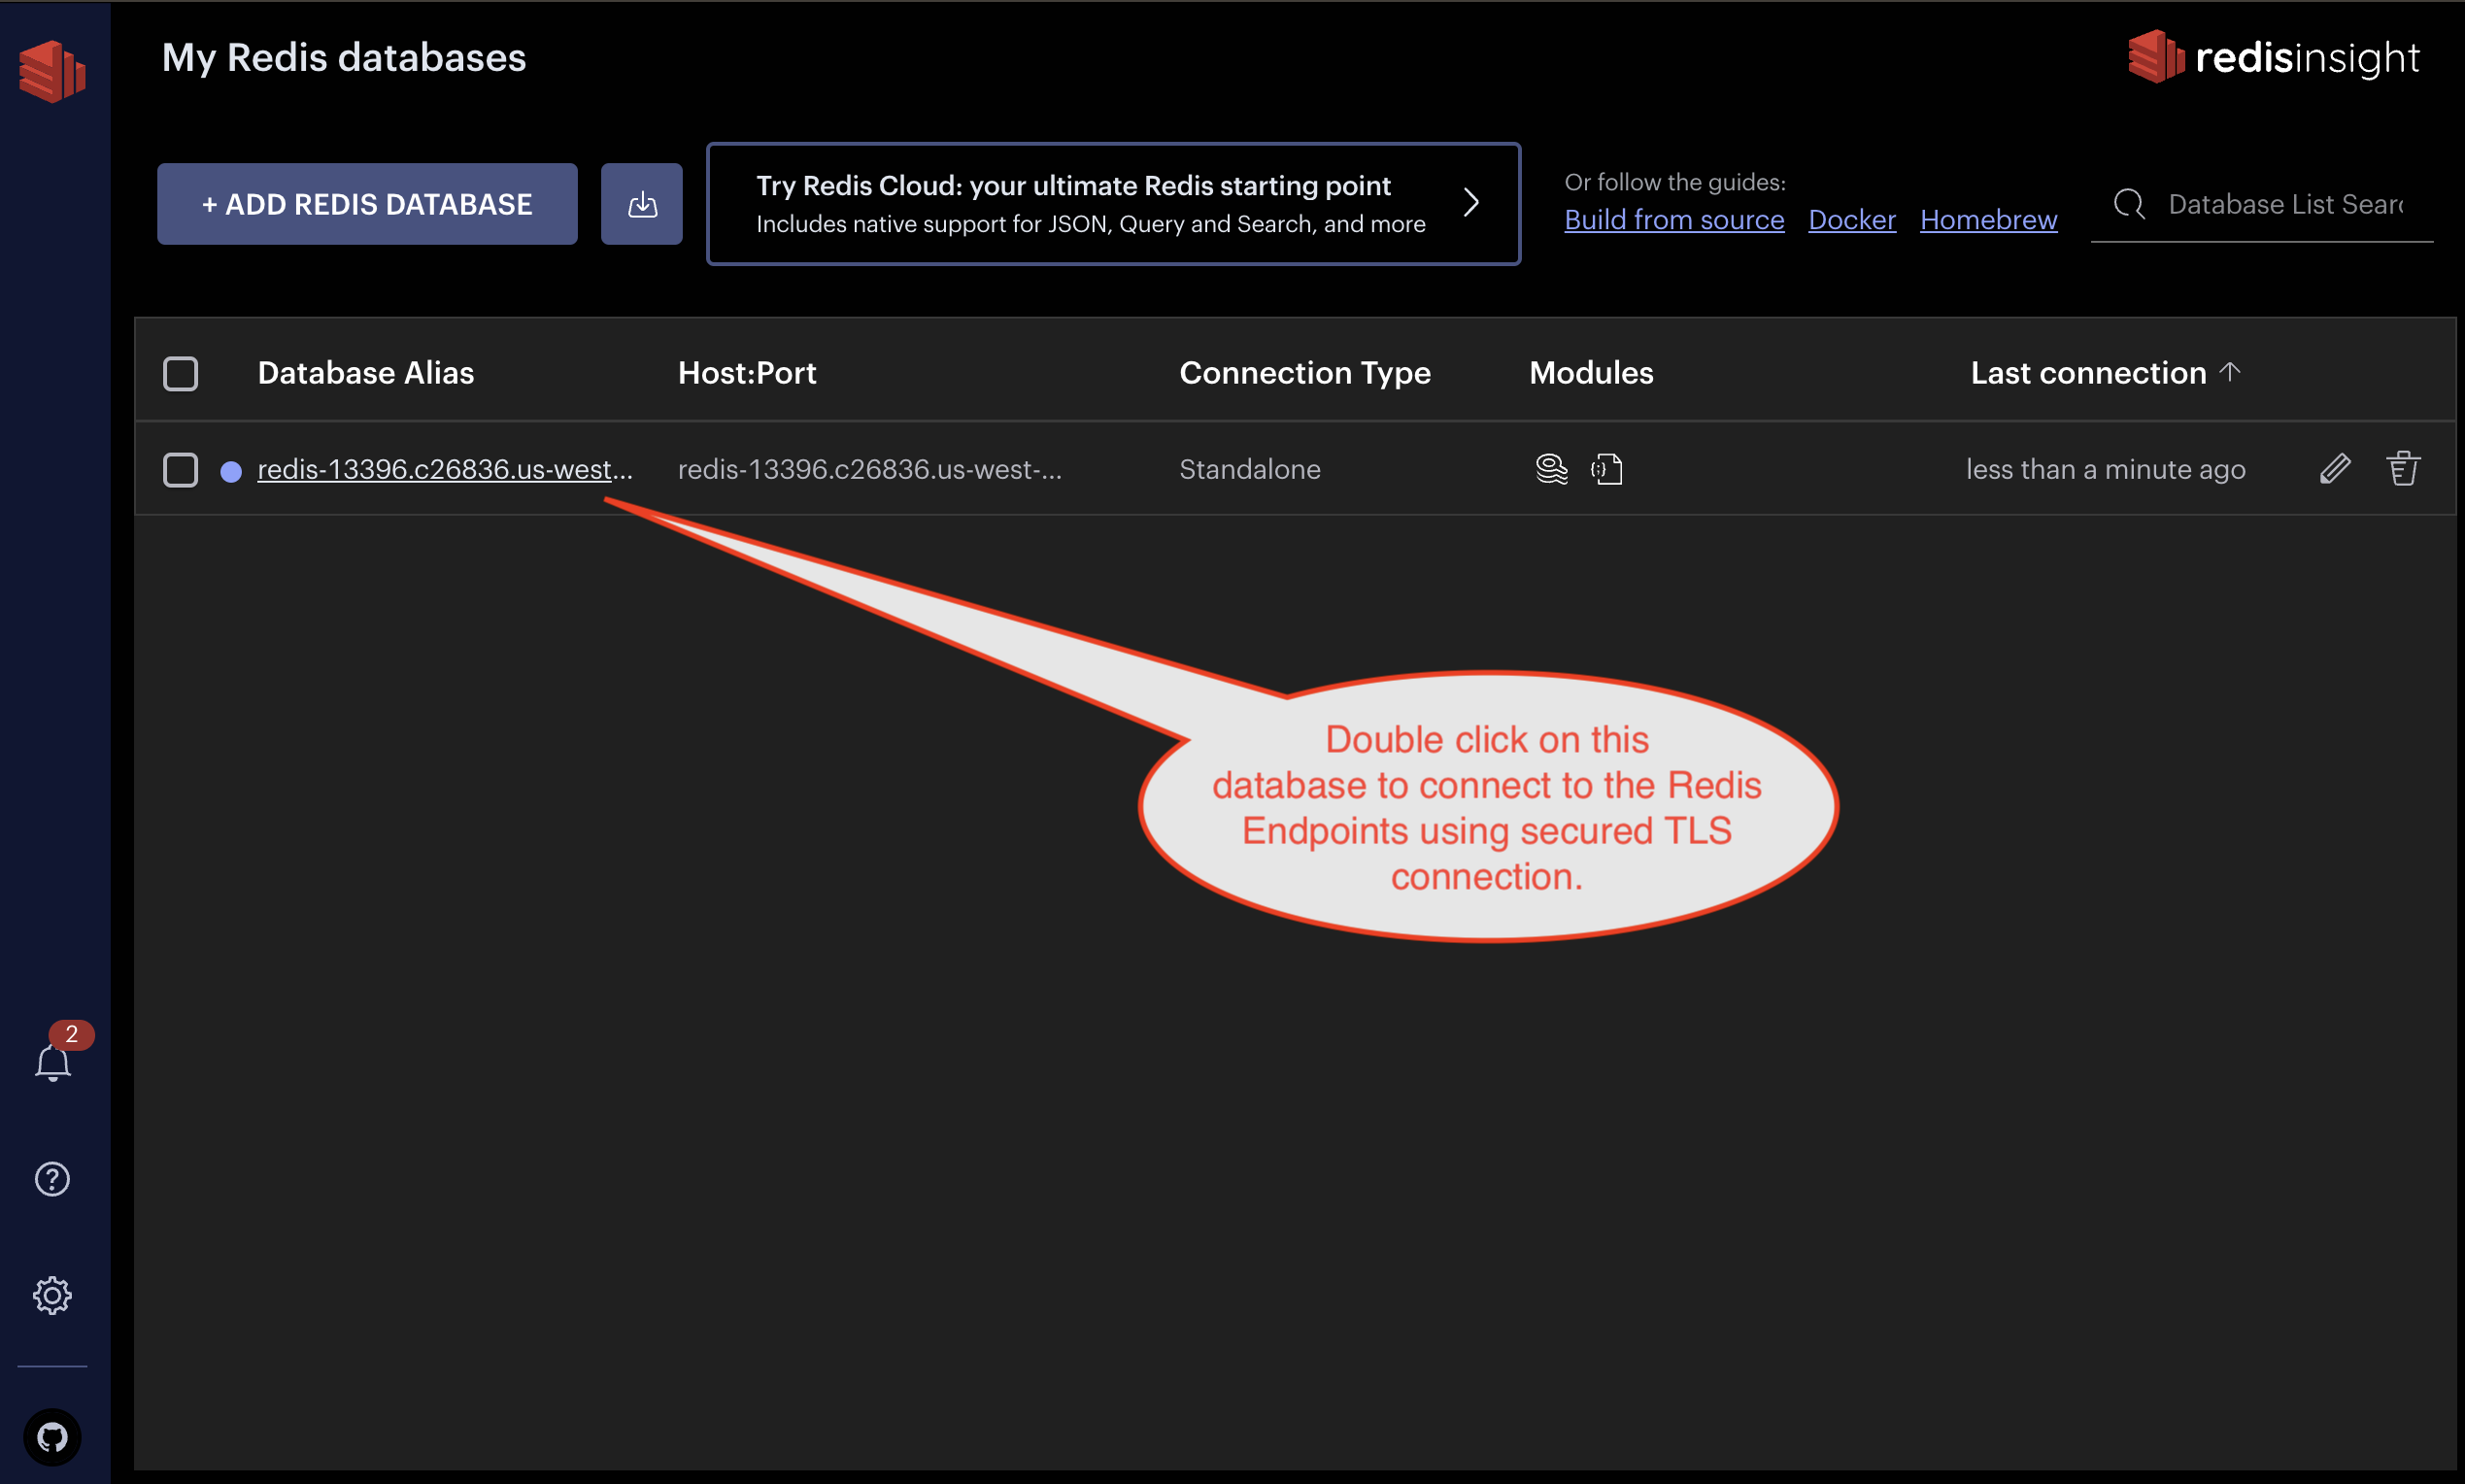 My Redis databases
redisinsight
+ ADD REDIS DATABASE
Try Redis Cloud: your ultimate Redis starting point
Includes native support for JSON, Query and Search, and more
Or follow the guides:
Build from source Docker Homebrew
Database List Sear
Database Alias Host:Port Connection Type Modules Last connection
redis-13396.c26836.us-west... redis-13396.c26836.us-west-... Standalone less than a minute ago
Double click on this
database to connect to the Redis
Endpoints using secured TLS
connection.
2